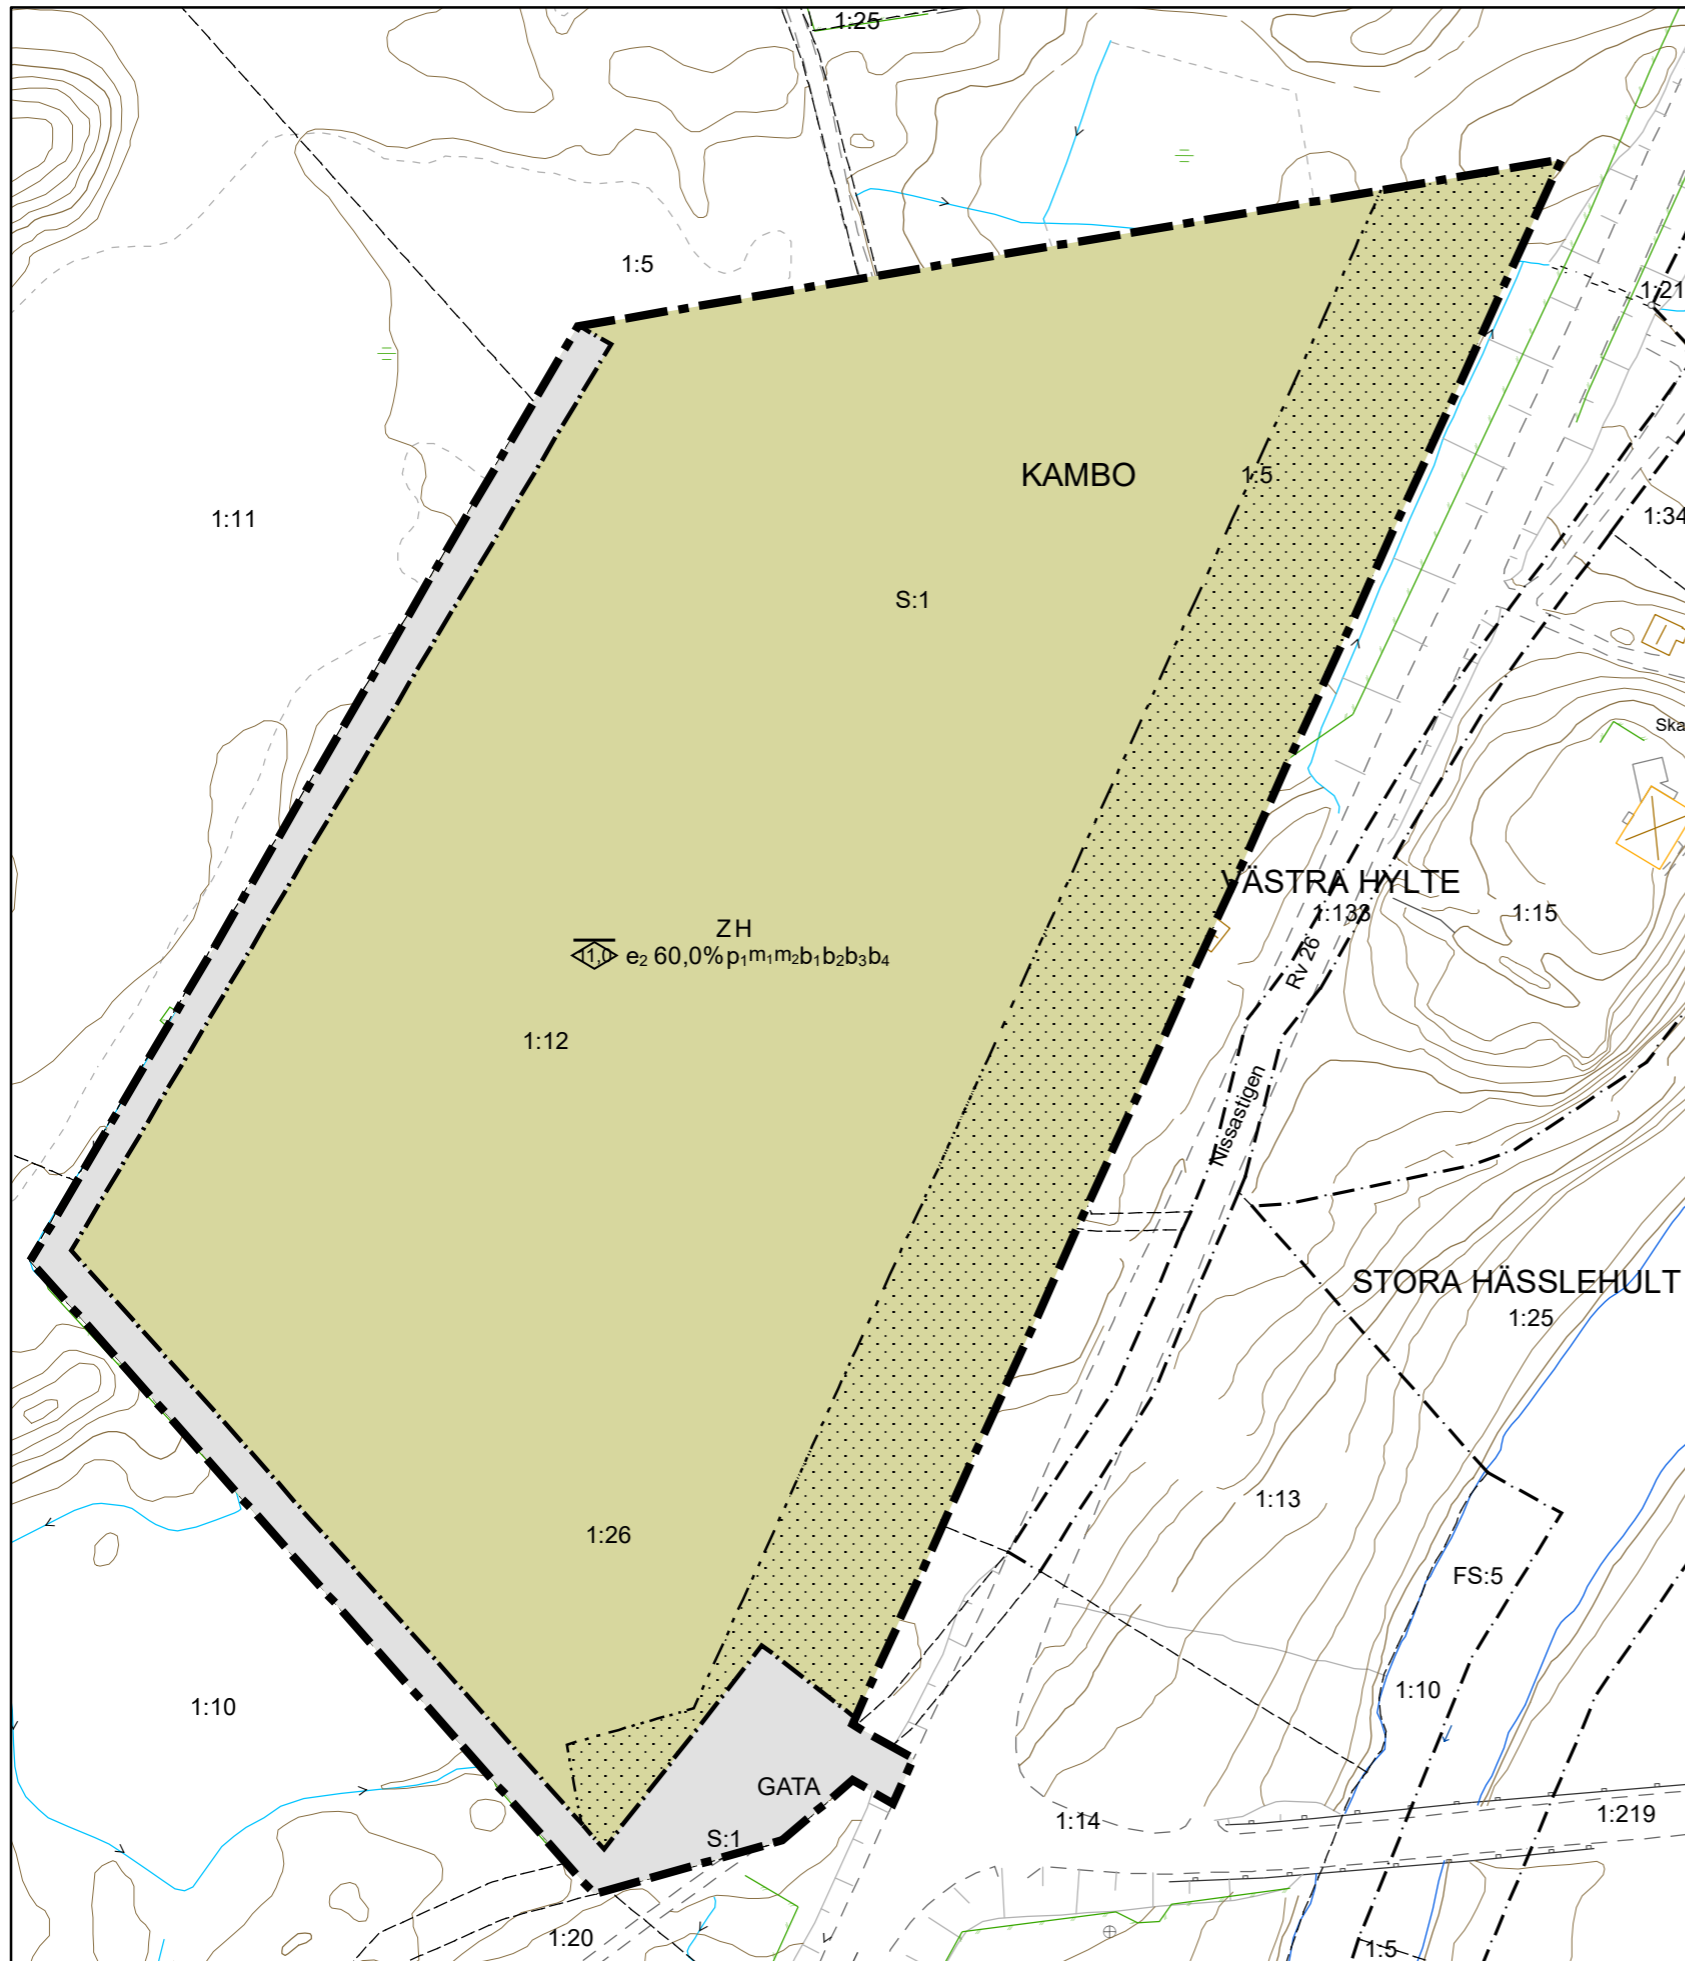 1:25
1:5
1:21
KAMBO
1:5
1:11
1:34
S:1
Ska
VÄSTRA HYLTE
1:133
1:15
ZH
11,0 e₂ 60,0%p₁m₁m₂b₁b₂b₃b₄
Rv 26
1:12
Nissastigen
STORA HÄSSLEHULT
1:25
1:13
1:26
FS:5
1:10
1:10
GATA
1:14
1:219
S:1
1:20
1:5